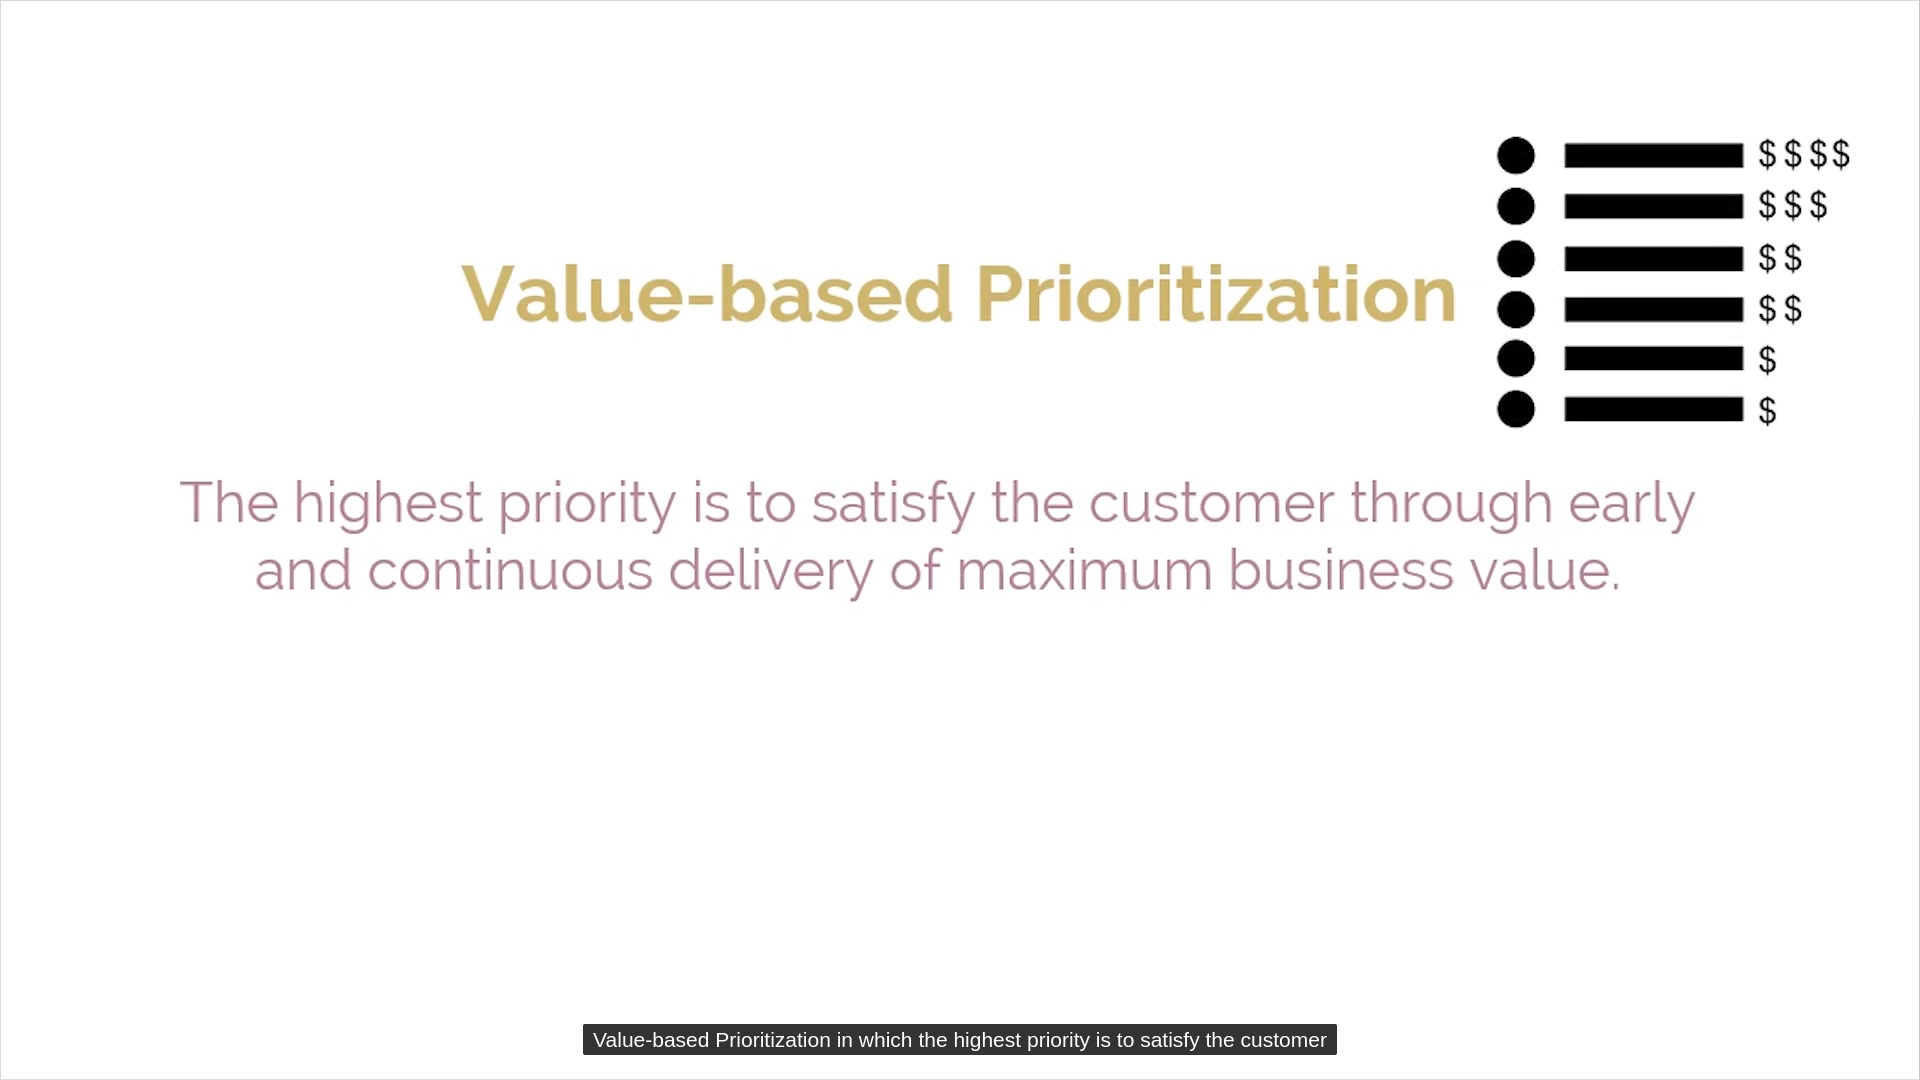 $$$$
$$$
Value-based Prioritization
$$
$$
$
$
The highest priority is to satisfy the customer through early
and continuous delivery of maximum business value.
Value-based Prioritization in which the highest priority is to satisfy the customer